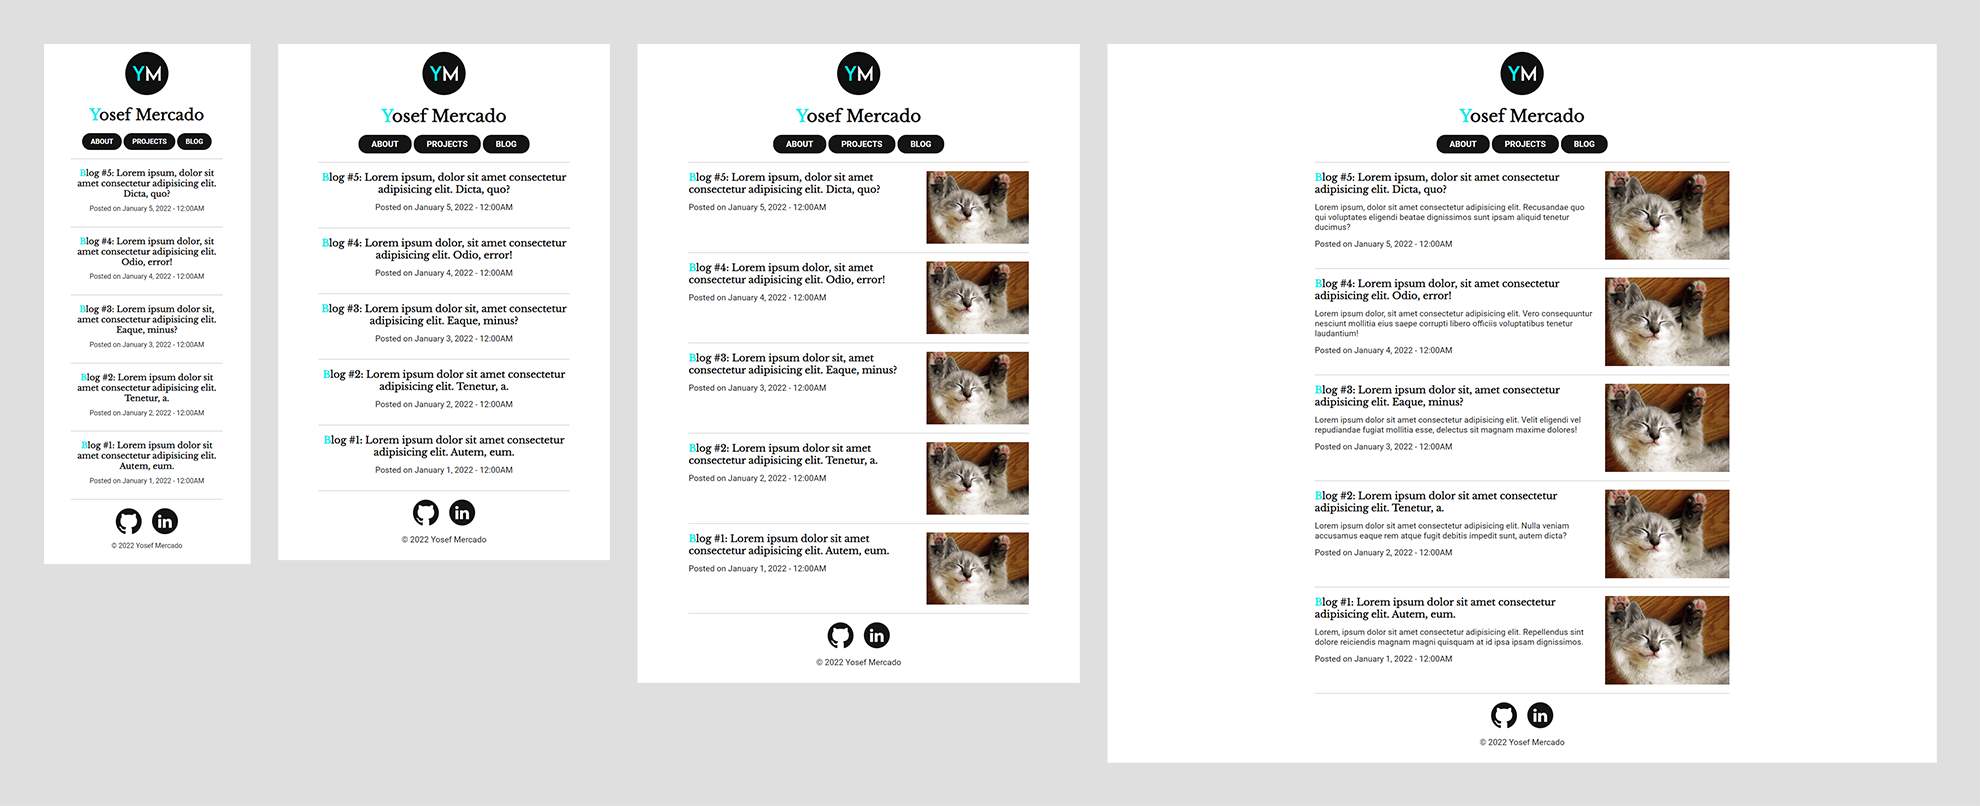 YM
Yosef Mercado
ABOUT PROJECTS BLOG
Blog #5: Lorem ipsum, dolor sit
amet consectetur adipisicing elit.
Dicta, quo?
Posted on January 5, 2022 - 12:00AM
Blog #4: Lorem ipsum dolor, sit
amet consectetur adipisicing elit.
Odio, error!
Posted on January 4, 2022 - 12:00AM
Blog #3: Lorem ipsum dolor sit,
amet consectetur adipisicing elit.
Eaque, minus?
Posted on January 3, 2022 - 12:00AM
Blog #2: Lorem ipsum dolor sit
amet consectetur adipisicing elit.
Tenetur, a.
Posted on January 2, 2022 - 12:00AM
Blog #1: Lorem ipsum dolor sit
amet consectetur adipisicing elit.
Autem, eum.
Posted on January 1, 2022 - 12:00AM
in
© 2022 Yosef Mercado
YM
Yosef Mercado
ABOUT PROJECTS BLOG
Blog #5: Lorem ipsum, dolor sit amet consectetur
adipisicing elit. Dicta, quo?
Posted on January 5, 2022 - 12:00AM
Blog #4: Lorem ipsum dolor, sit amet consectetur
adipisicing elit. Odio, error!
Posted on January 4, 2022 - 12:00AM
Blog #3: Lorem ipsum dolor sit, amet consectetur
adipisicing elit. Eaque, minus?
Posted on January 3, 2022 - 12:00AM
Blog #2: Lorem ipsum dolor sit amet consectetur
adipisicing elit. Tenetur, a.
Posted on January 2, 2022 - 12:00AM
Blog #1: Lorem ipsum dolor sit amet consectetur
adipisicing elit. Autem, eum.
Posted on January 1, 2022 - 12:00AM
in
© 2022 Yosef Mercado
YM
Yosef Mercado
ABOUT PROJECTS BLOG
Blog #5: Lorem ipsum, dolor sit amet
consectetur adipisicing elit. Dicta, quo?
Posted on January 5, 2022 - 12:00AM
Blog #4: Lorem ipsum dolor, sit amet
consectetur adipisicing elit. Odio, error!
Posted on January 4, 2022 - 12:00AM
Blog #3: Lorem ipsum dolor sit, amet
consectetur adipisicing elit. Eaque, minus?
Posted on January 3, 2022 - 12:00AM
Blog #2: Lorem ipsum dolor sit amet
consectetur adipisicing elit. Tenetur, a.
Posted on January 2, 2022 - 12:00AM
Blog #1: Lorem ipsum dolor sit amet
consectetur adipisicing elit. Autem, eum.
Posted on January 1, 2022 - 12:00AM
in
© 2022 Yosef Mercado
YM
Yosef Mercado
ABOUT PROJECTS BLOG
Blog #5: Lorem ipsum, dolor sit amet consectetur
adipisicing elit. Dicta, quo?
Lorem ipsum, dolor sit amet consectetur adipisicing elit. Recusandae quo
qui voluptates eligendi beatae dignissimos sunt ipsam aliquid tenetur
ducimus?
Posted on January 5, 2022 - 12:00AM
Blog #4: Lorem ipsum dolor, sit amet consectetur
adipisicing elit. Odio, error!
Lorem ipsum dolor, sit amet consectetur adipisicing elit. Vero consequuntur
nesciunt mollitia eius saepe corrupti libero officiis voluptatibus tenetur
laudantium!
Posted on January 4, 2022 - 12:00AM
Blog #3: Lorem ipsum dolor sit, amet consectetur
adipisicing elit. Eaque, minus?
Lorem ipsum dolor sit amet consectetur adipisicing elit. Velit eligendi vel
repudiandae fugiat mollitia esse, delectus sit magnam maxime dolores!
Posted on January 3, 2022 - 12:00AM
Blog #2: Lorem ipsum dolor sit amet consectetur
adipisicing elit. Tenetur, a.
Lorem ipsum dolor sit amet consectetur adipisicing elit. Nulla veniam
accusamus eaque rem atque fugit debitis impedit sunt, autem dicta?
Posted on January 2, 2022 - 12:00AM
Blog #1: Lorem ipsum dolor sit amet consectetur
adipisicing elit. Autem, eum.
Lorem, ipsum dolor sit amet consectetur adipisicing elit. Repellendus sint
dolore reiciendis magnam magni quisquam at id ipsa ipsam dignissimos.
Posted on January 1, 2022 - 12:00AM
in
© 2022 Yosef Mercado